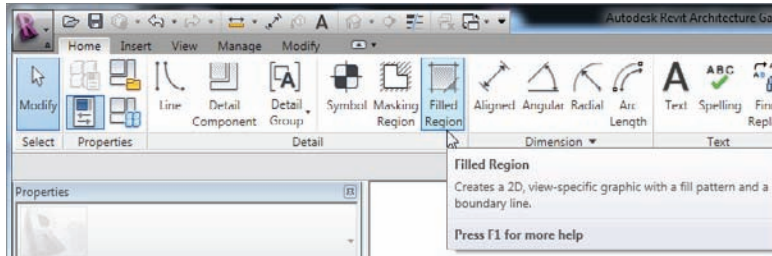 Autodesk Revit Architecture
Home Insert View Manage Modify
Modify Line Detail Component Detail Group Symbol Masking Region Filled Region Aligned Angular Radial Arc Length Text Spelling
Select Properties Detail Dimension Text
Filled Region
Creates a 2D, view-specific graphic with a fill pattern and a
boundary line.
Press F1 for more help
Properties